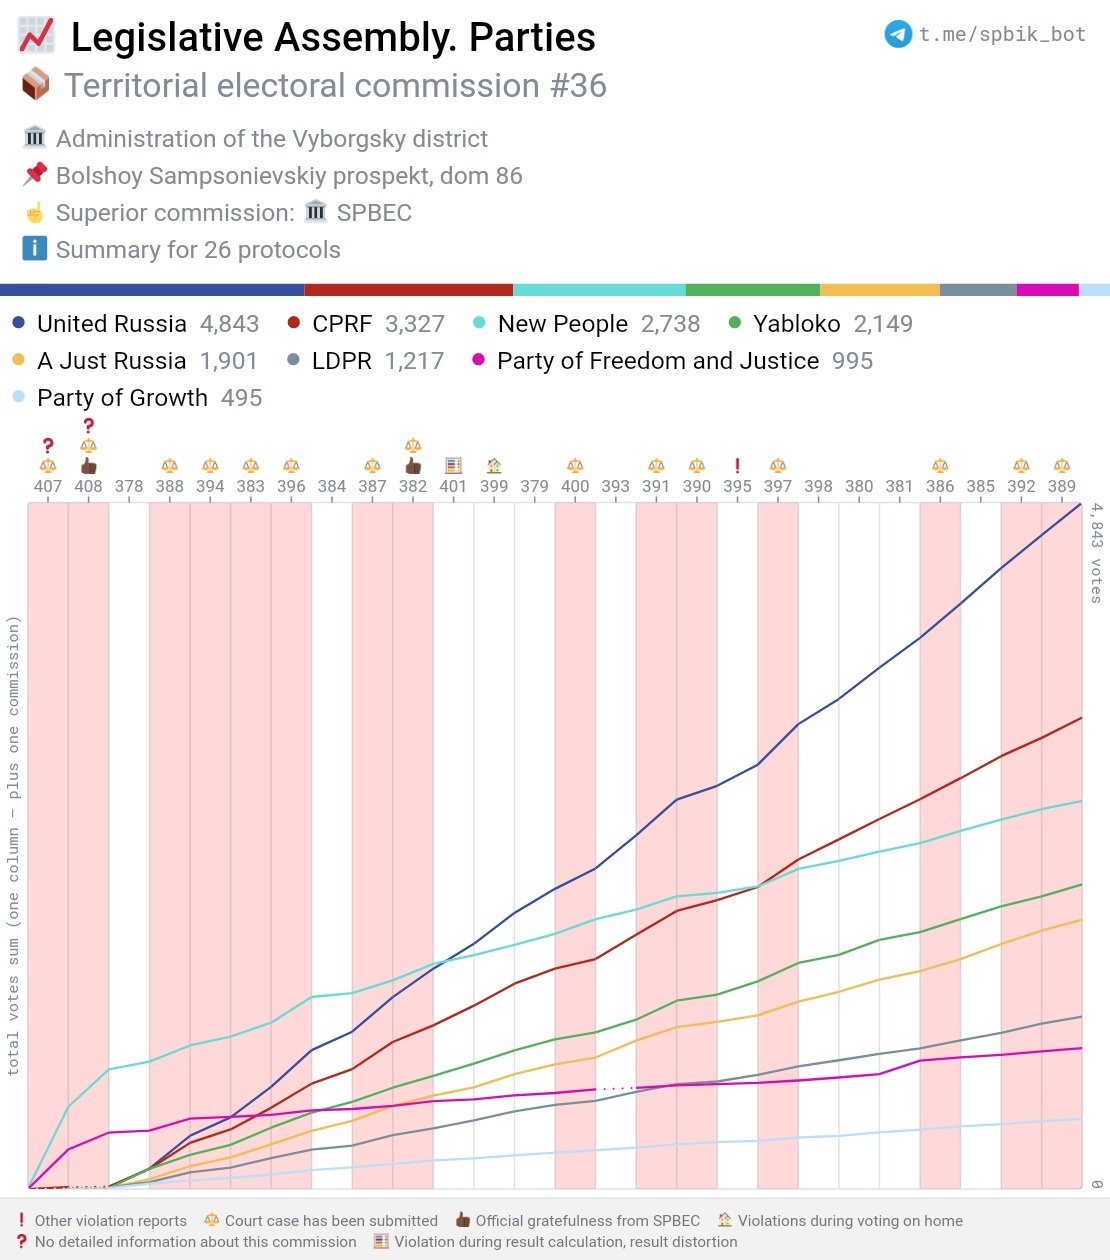 Legislative Assembly. Parties
t.me/spbik_bot
Territorial electoral commission #36
Administration of the Vyborgsky district
Bolshoy Sampsonievskiy prospekt, dom 86
Superior commission: SPBEC
Summary for 26 protocols
United Russia 4,843 CPRF 3,327 New People 2,738 Yabloko 2,149
A Just Russia 1,901 LDPR 1,217 Party of Freedom and Justice 995
Party of Growth 495
407 408 378 388 394 383 396 384 387 382 401 399 379 400 393 391 390 395 397 398 380 381 386 385 392 389
4,843 votes
total votes sum (one column – plus one commission)
0
Other violation reports Court case has been submitted Official gratefulness from SPBEC Violations during voting on home
No detailed information about this commission Violation during result calculation, result distortion